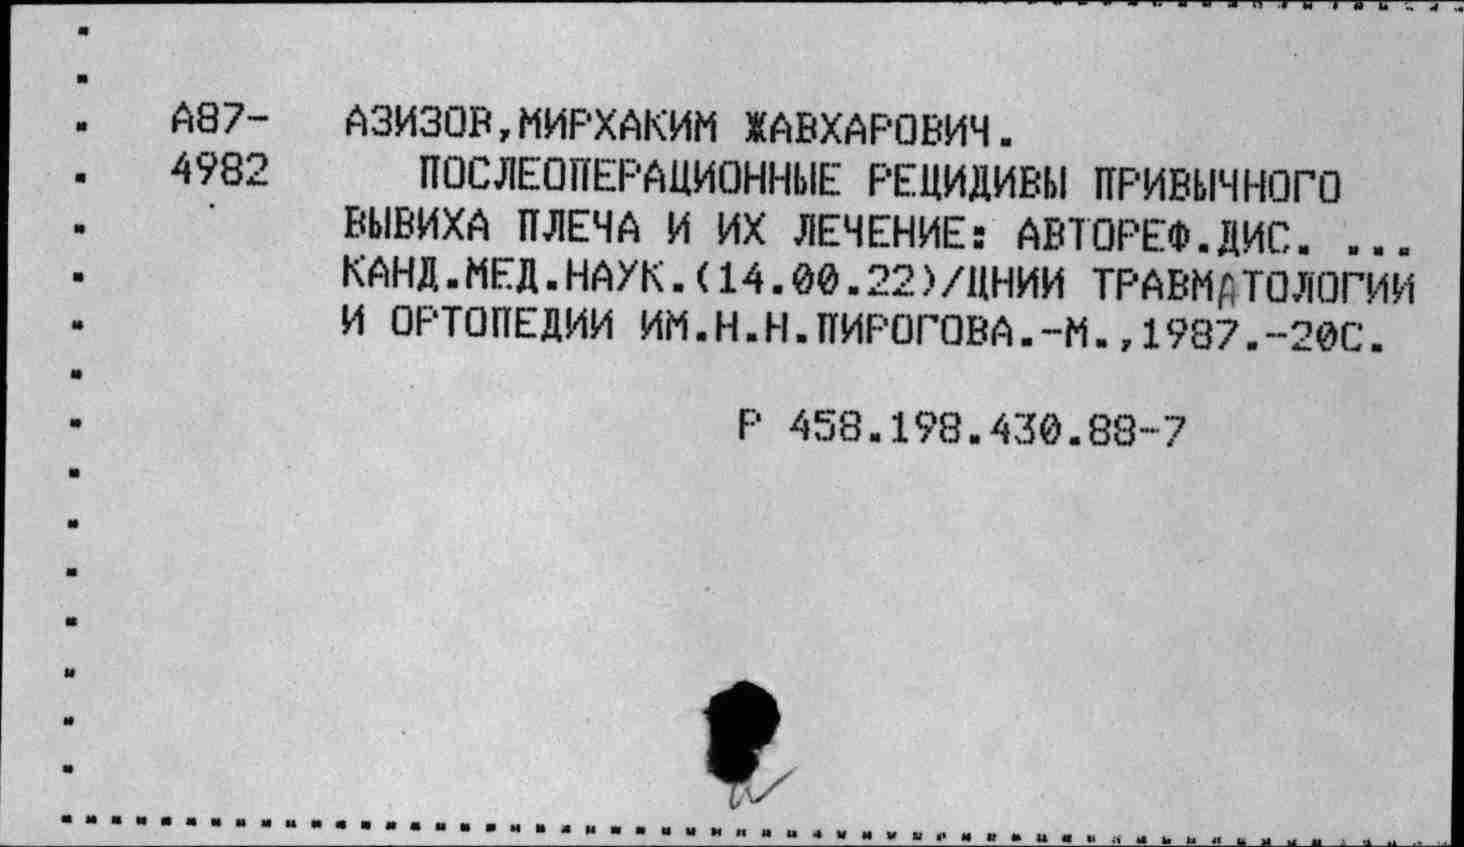 А87- АЗИЗОВ,МИРХАКИМ ЖАВХАРОВИЧ.
4982 ПОСЛЕОПЕРАЦИОННЫЕ РЕЦИДИВЫ ПРИВЫЧНОГО
ВЫВИХА ПЛЕЧА И ИХ ЛЕЧЕНИЕ: АВТОРЕФ.ДИС. ...
КАНД.МЕД.НАУК.(14.00.22)/ЦНИИ ТРАВМАТОЛОГИИ
И ОРТОПЕДИИ ИМ.Н.Н.ПИРОГОВА.-М.,1987.-20С.
Р 458.198.430.88-7